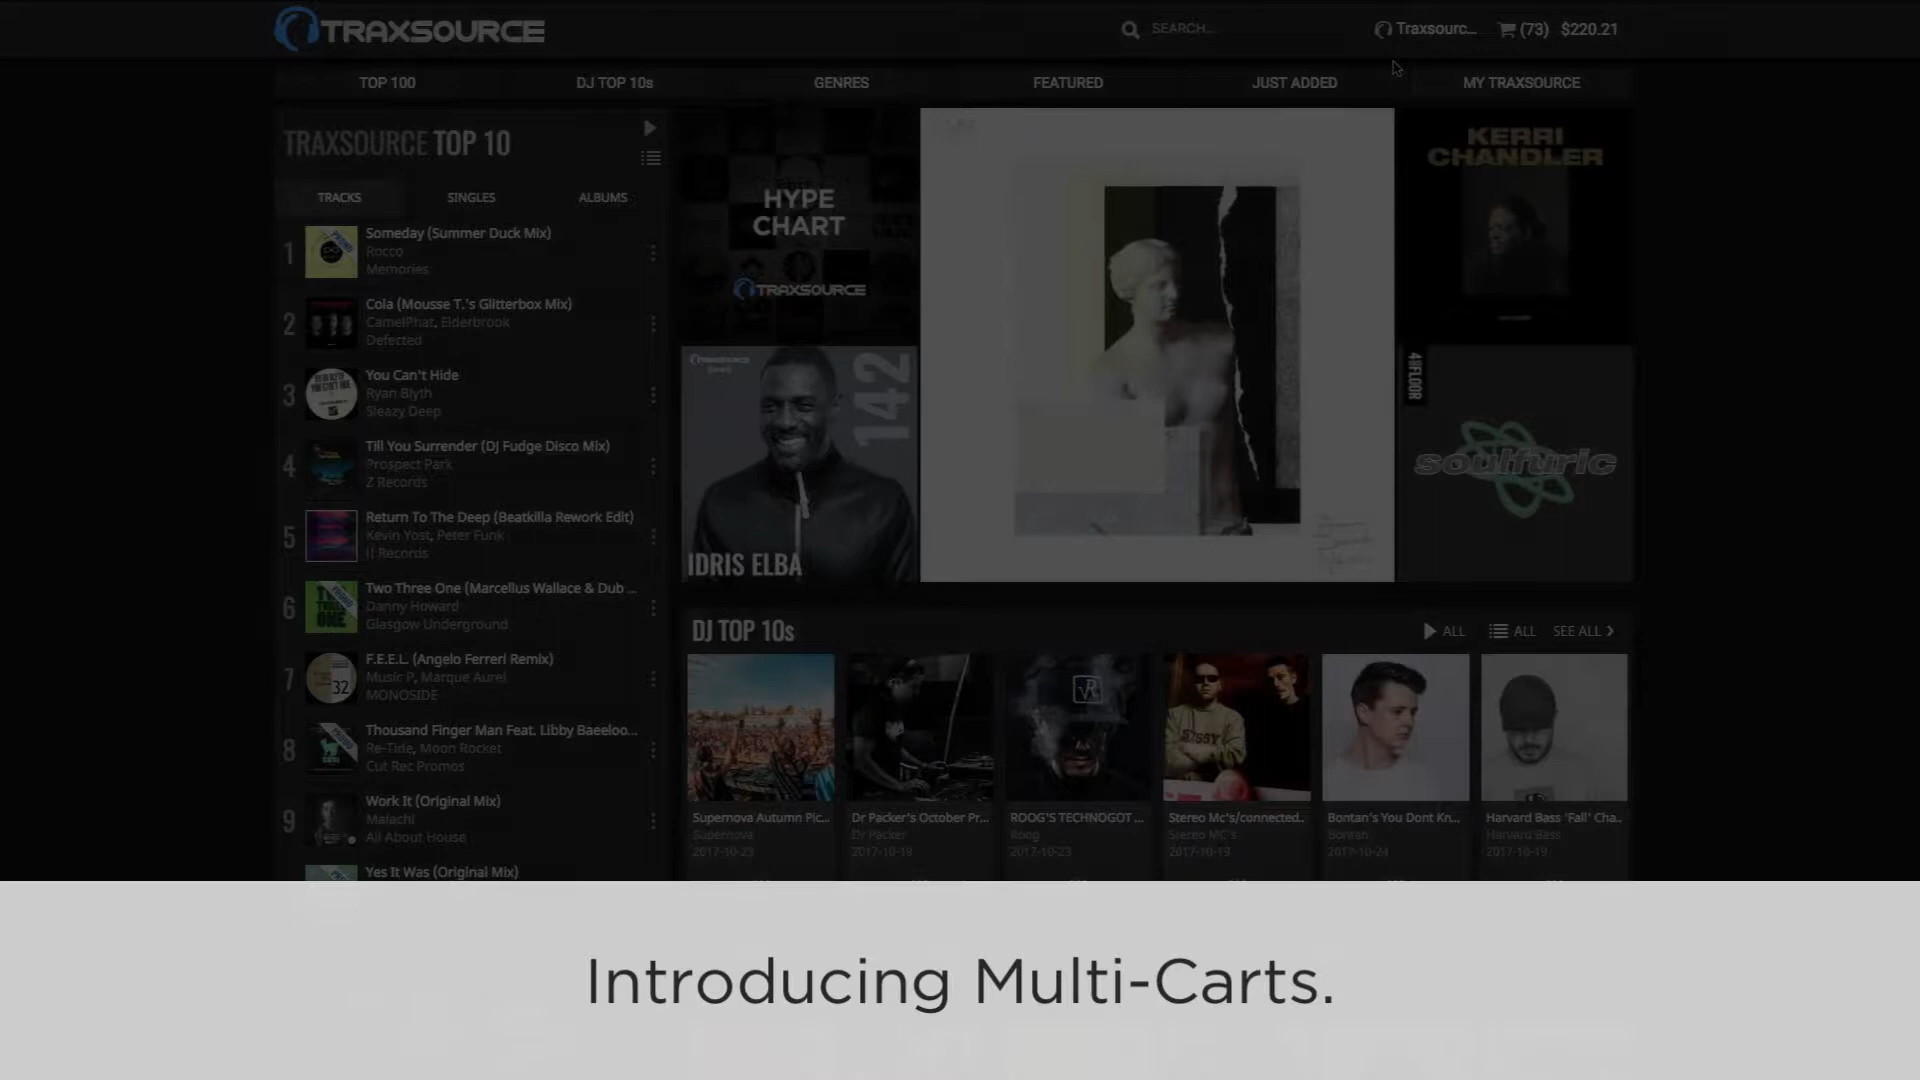 TRAXSOURCE
SEARCH...
Traxsourc...
(73) $220.21
TOP 100
DJ TOP 10s
GENRES
FEATURED
JUST ADDED
MY TRAXSOURCE
TRAXSOURCE TOP 10
TRACKS
SINGLES
ALBUMS
1
Someday (Summer Duck Mix)
Rocco
Memories
2
Cola (Mousse T.'s Glitterbox Mix)
CamelPhat, Elderbrook
Defected
3
You Can't Hide
Ryan Blyth
Sleazy Deep
4
Till You Surrender (DJ Fudge Disco Mix)
Prospect Park
Z Records
5
Return To The Deep (Beatkilla Rework Edit)
Kevin Yost, Peter Funk
II Records
6
Two Three One (Marcellus Wallace & Dub ...
Danny Howard
Glasgow Underground
7
F.E.E.L. (Angelo Ferreri Remix)
Music P, Marque Aurel
MONOSIDE
8
Thousand Finger Man Feat. Libby Baeeloo...
Re-Tide, Moon Rocket
Cut Rec Promos
9
Work It (Original Mix)
Malachi
All About House
Yes It Was (Original Mix)
HYPE
CHART
TRAXSOURCE
TRAXSOURCE
142
IDRIS ELBA
KERRI
CHANDLER
4FLOOR
soulfuric
DJ TOP 10s
ALL
ALL
SEE ALL
Supernova Autumn Pic...
Supernova
2017-10-23
Dr Packer's October Pr...
Dr Packer
2017-10-19
ROOG'S TECHNOGOT ...
Roog
2017-10-23
STUSSY
Stereo Mc's/connected..
Stereo MC's
2017-10-19
Bontan's You Dont Kn...
Bontan
2017-10-24
Harvard Bass 'Fall' Cha..
Harvard Bass
2017-10-19
Introducing Multi-Carts.